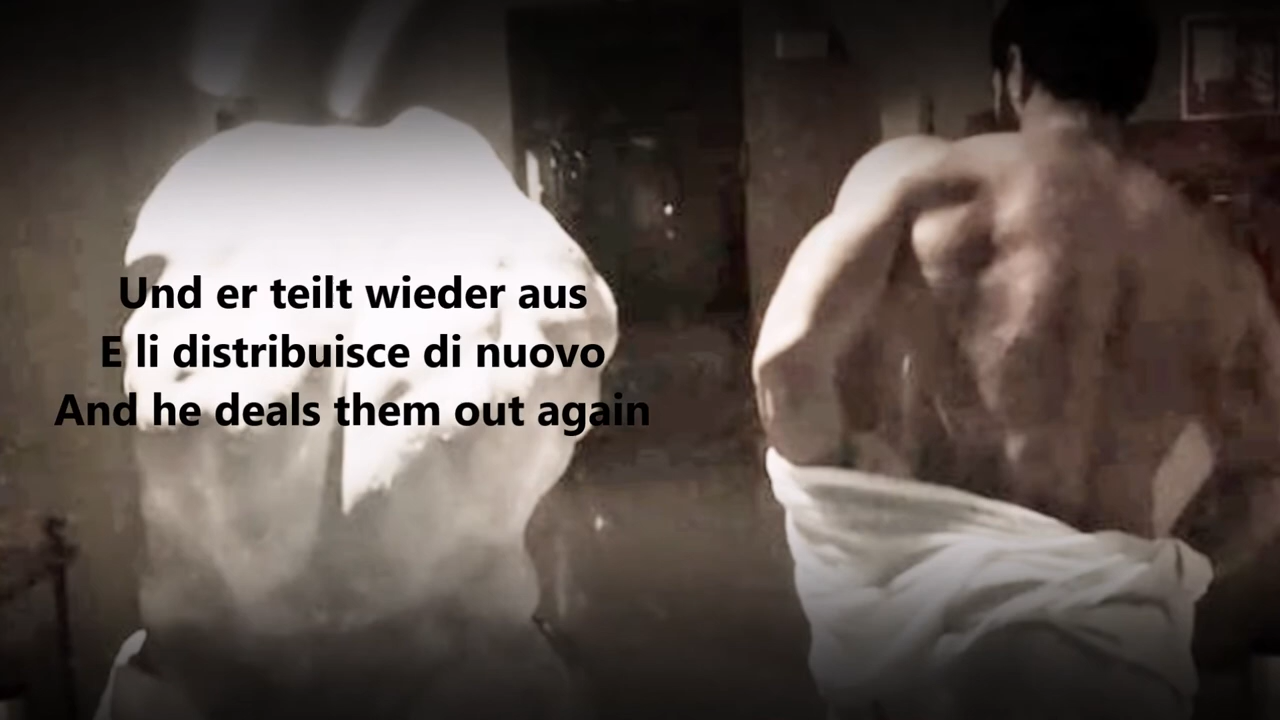 Und er teilt wieder aus
E li distribuisce di nuovo
And he deals them out again